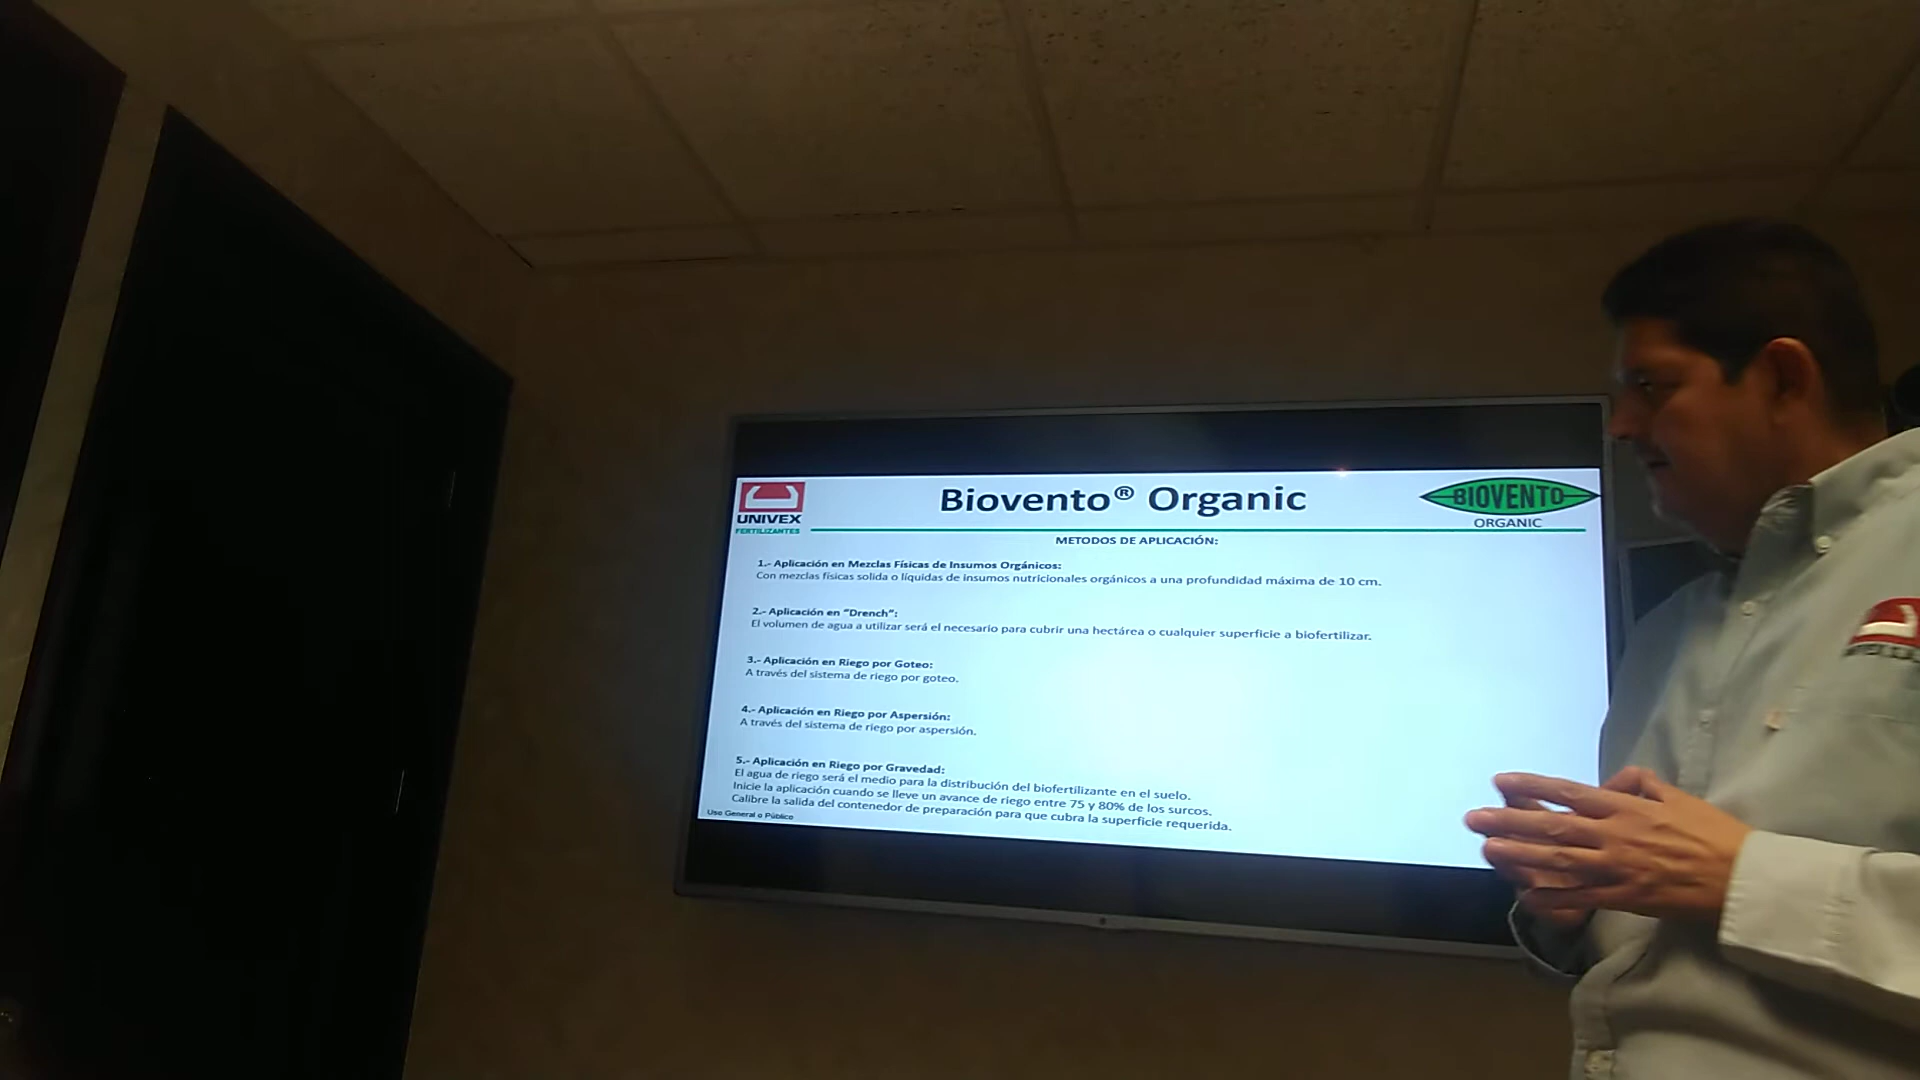 UNIVEX
FERTILIZANTES
Biovento® Organic
BIOVENTO
ORGANIC
METODOS DE APLICACIÓN:
1.- Aplicación en Mezclas Físicas de Insumos Orgánicos:
Con mezclas físicas solida o líquidas de insumos nutricionales orgánicos a una profundidad máxima de 10 cm.
2.- Aplicación en “Drench”:
El volumen de agua a utilizar será el necesario para cubrir una hectárea o cualquier superficie a biofertilizar.
3.- Aplicación en Riego por Goteo:
A través del sistema de riego por goteo.
4.- Aplicación en Riego por Aspersión:
A través del sistema de riego por aspersión.
5.- Aplicación en Riego por Gravedad:
El agua de riego será el medio para la distribución del biofertilizante en el suelo.
Inicie la aplicación cuando se lleve un avance de riego entre 75 y 80% de los surcos.
Calibre la salida del contenedor de preparación para que cubra la superficie requerida.
Uso General o Público